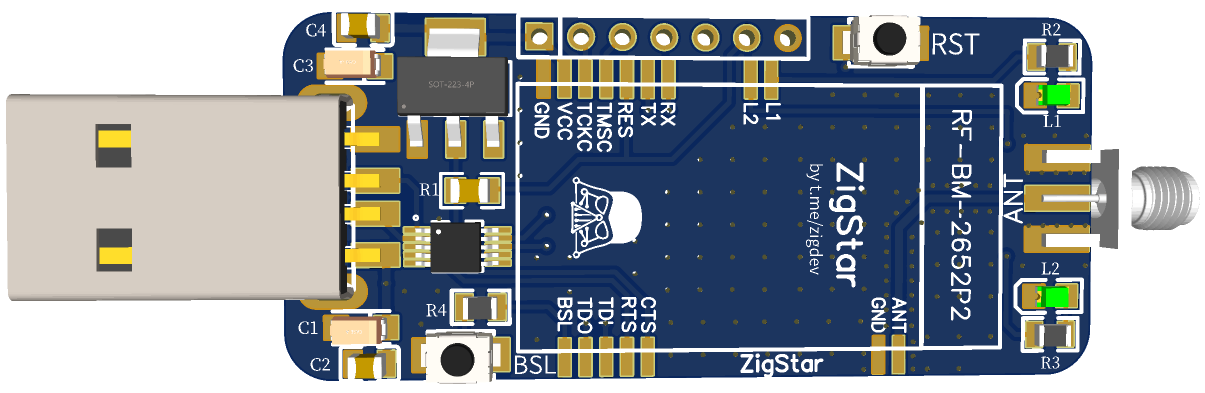 C4
C3
SOT-223-4P
RST
R2
L1
GND
VCC
TCKC
TMSC
RES
TX
RX
L2
L1
R1
ZigStar
by t.me/zigdev
RF-BM-2652P2
ANT
R4
C1
C2
BSL
BSL
TDO
TDI
RTS
CTS
ZigStar
GND
ANT
L2
R3